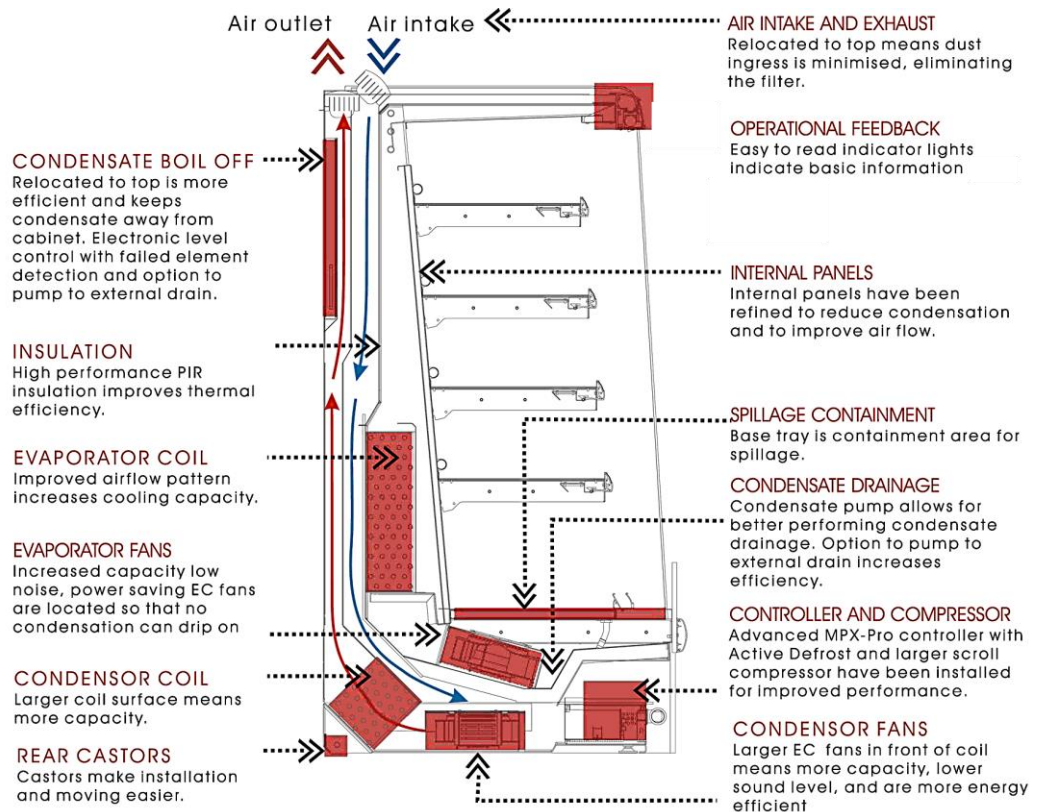 Air outlet
Air intake
AIR INTAKE AND EXHAUST
Relocated to top means dust
ingress is minimised, eliminating
the filter.
OPERATIONAL FEEDBACK
Easy to read indicator lights
indicate basic information
CONDENSATE BOIL OFF
Relocated to top is more
efficient and keeps
condensate away from
cabinet. Electronic level
control with failed element
detection and option to
pump to external drain.
INTERNAL PANELS
Internal panels have been
refined to reduce condensation
and to improve air flow.
INSULATION
High performance PIR
insulation improves thermal
efficiency.
SPILLAGE CONTAINMENT
Base tray is containment area for
spillage.
EVAPORATOR COIL
Improved airflow pattern
increases cooling capacity.
CONDENSATE DRAINAGE
Condensate pump allows for
better performing condensate
drainage. Option to pump to
external drain increases
efficiency.
EVAPORATOR FANS
Increased capacity low
noise, power saving EC fans
are located so that no
condensation can drip on
CONTROLLER AND COMPRESSOR
Advanced MPX-Pro controller with
Active Defrost and larger scroll
compressor have been installed
for improved performance.
CONDENSOR COIL
Larger coil surface means
more capacity.
CONDENSOR FANS
Larger EC fans in front of coil
means more capacity, lower
sound level, and are more energy
efficient
REAR CASTORS
Castors make installation
and moving easier.